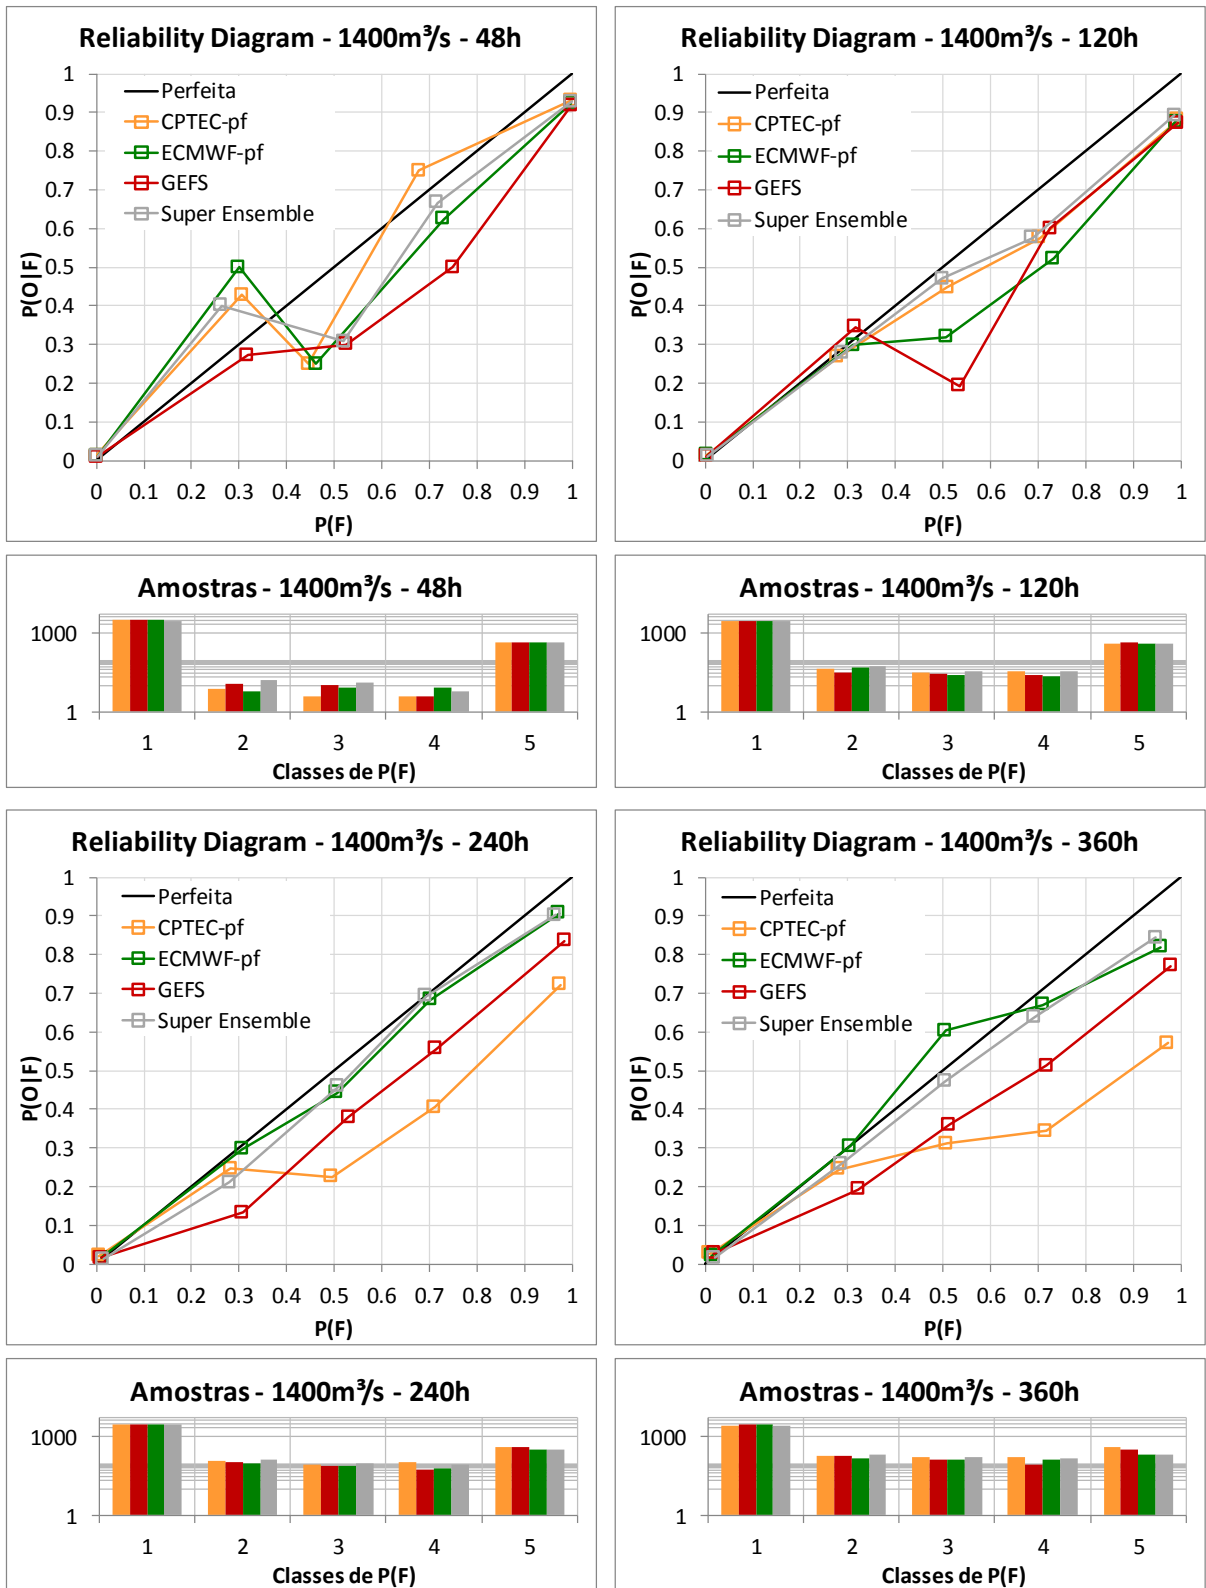 Reliability Diagram - 1400m³/s - 48h
P(O|F)
1
0.9
0.8
0.7
0.6
0.5
0.4
0.3
0.2
0.1
0
Perfeita
CPTEC-pf
ECMWF-pf
GEFS
Super Ensemble
0 0.1 0.2 0.3 0.4 0.5 0.6 0.7 0.8 0.9 1
P(F)
Reliability Diagram - 1400m³/s - 120h
P(O|F)
1
0.9
0.8
0.7
0.6
0.5
0.4
0.3
0.2
0.1
0
Perfeita
CPTEC-pf
ECMWF-pf
GEFS
Super Ensemble
0 0.1 0.2 0.3 0.4 0.5 0.6 0.7 0.8 0.9 1
P(F)
Amostras - 1400m³/s - 48h
1000
1
1 2 3 4 5
Classes de P(F)
Amostras - 1400m³/s - 120h
1000
1
1 2 3 4 5
Classes de P(F)
Reliability Diagram - 1400m³/s - 240h
P(O|F)
1
0.9
0.8
0.7
0.6
0.5
0.4
0.3
0.2
0.1
0
Perfeita
CPTEC-pf
ECMWF-pf
GEFS
Super Ensemble
0 0.1 0.2 0.3 0.4 0.5 0.6 0.7 0.8 0.9 1
P(F)
Reliability Diagram - 1400m³/s - 360h
P(O|F)
1
0.9
0.8
0.7
0.6
0.5
0.4
0.3
0.2
0.1
0
Perfeita
CPTEC-pf
ECMWF-pf
GEFS
Super Ensemble
0 0.1 0.2 0.3 0.4 0.5 0.6 0.7 0.8 0.9 1
P(F)
Amostras - 1400m³/s - 240h
1000
1
1 2 3 4 5
Classes de P(F)
Amostras - 1400m³/s - 360h
1000
1
1 2 3 4 5
Classes de P(F)